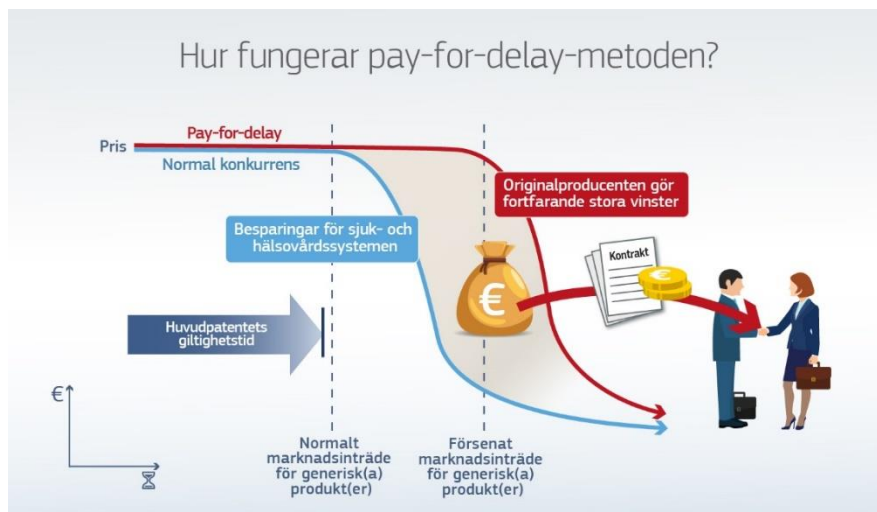 Hur fungerar pay-for-delay-metoden?
Pay-for-delay
Pris
Normal konkurrens
Originalproducenten gör
fortfarande stora vinster
Besparingar för sjuk- och
hälsovårdssystemen
Kontrakt
€
€
Huvudpatentets
giltighetstid
€
Normalt
marknadsinträde
för generisk(a)
produkt(er)
Försenat
marknadsinträde
för generisk(a)
produkt(er)